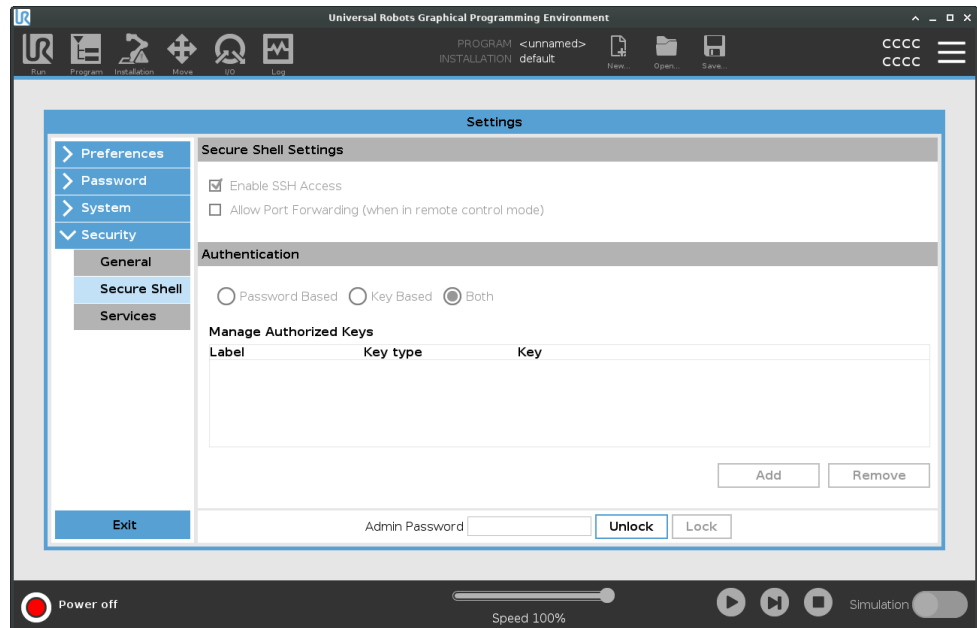 Universal Robots Graphical Programming Environment
PROGRAM <unnamed>
INSTALLATION default
Run Program Installation Move I/O Log New... Open... Save...
CCCC
CCCC
Settings
Preferences
Password
System
Security
General
Secure Shell
Services
Exit
Secure Shell Settings
Enable SSH Access
Allow Port Forwarding (when in remote control mode)
Authentication
Password Based Key Based Both
Manage Authorized Keys
Label Key type Key
Add Remove
Admin Password Unlock Lock
Power off
Speed 100%
Simulation